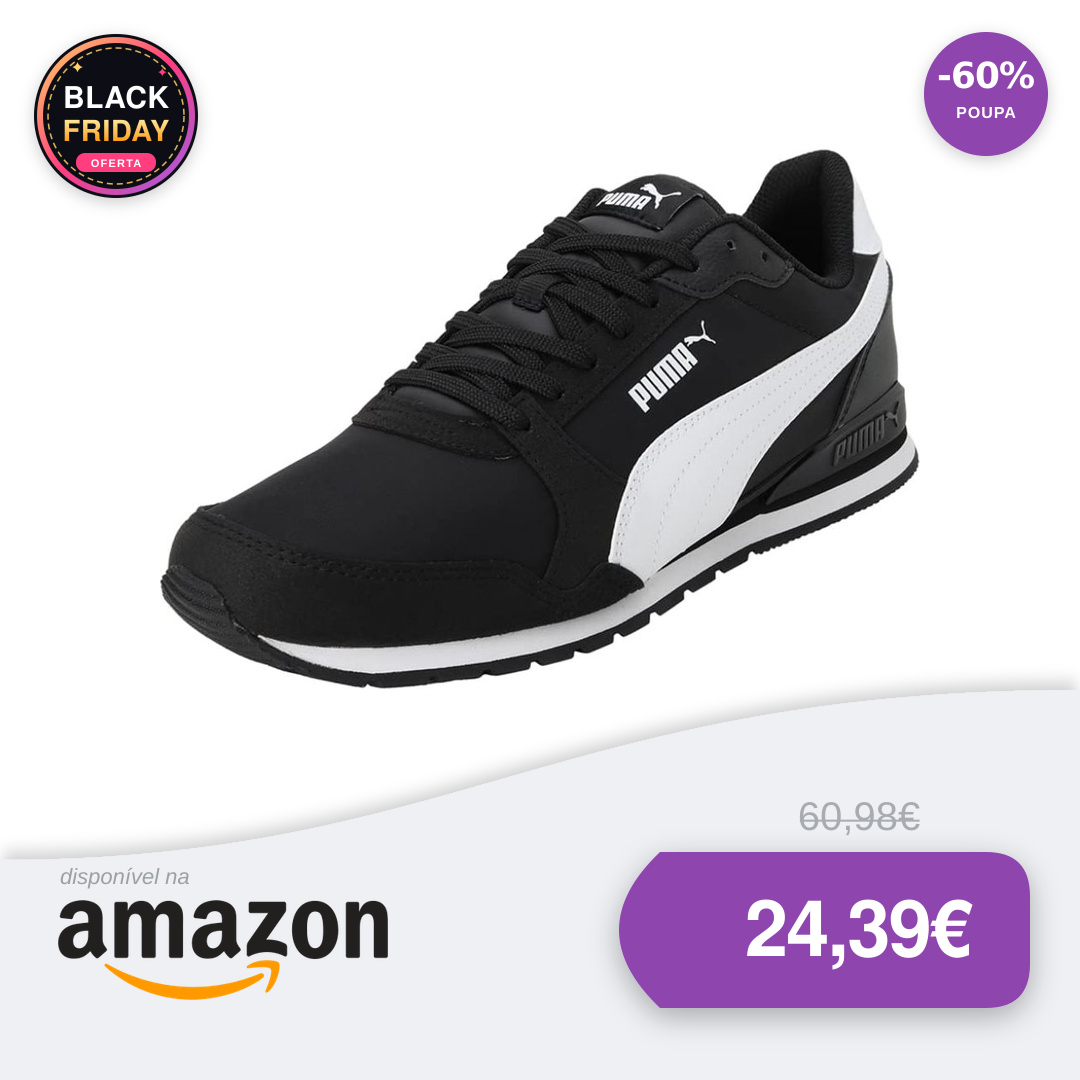 BLACK
FRIDAY
OFERTA
-60%
POUPA
PUMA
PUMA
PUMA
60,98€
disponível na
amazon
24,39€